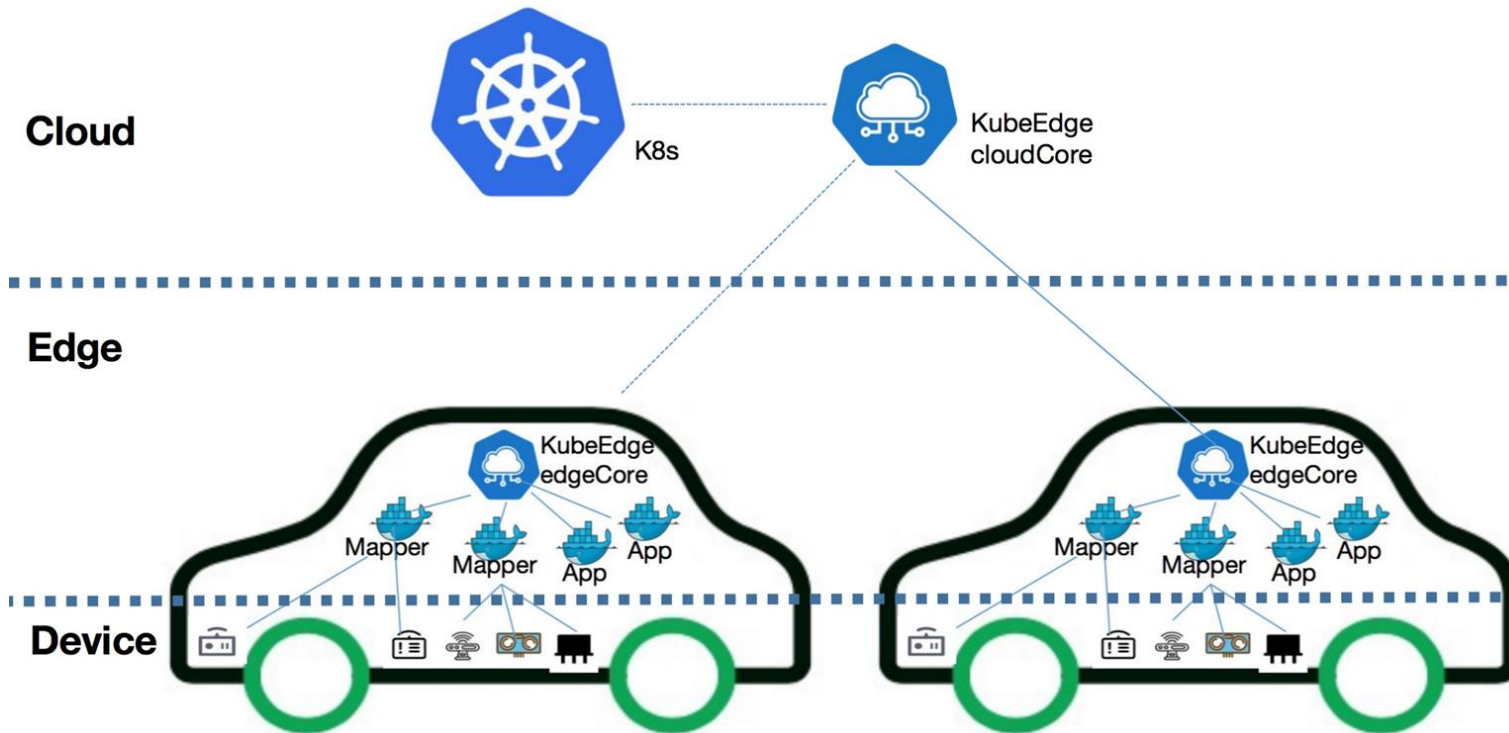 Cloud
K8s
KubeEdge
cloudCore
Edge
KubeEdge
edgeCore
Mapper
Mapper
App
App
KubeEdge
edgeCore
Mapper
Mapper
App
App
Device